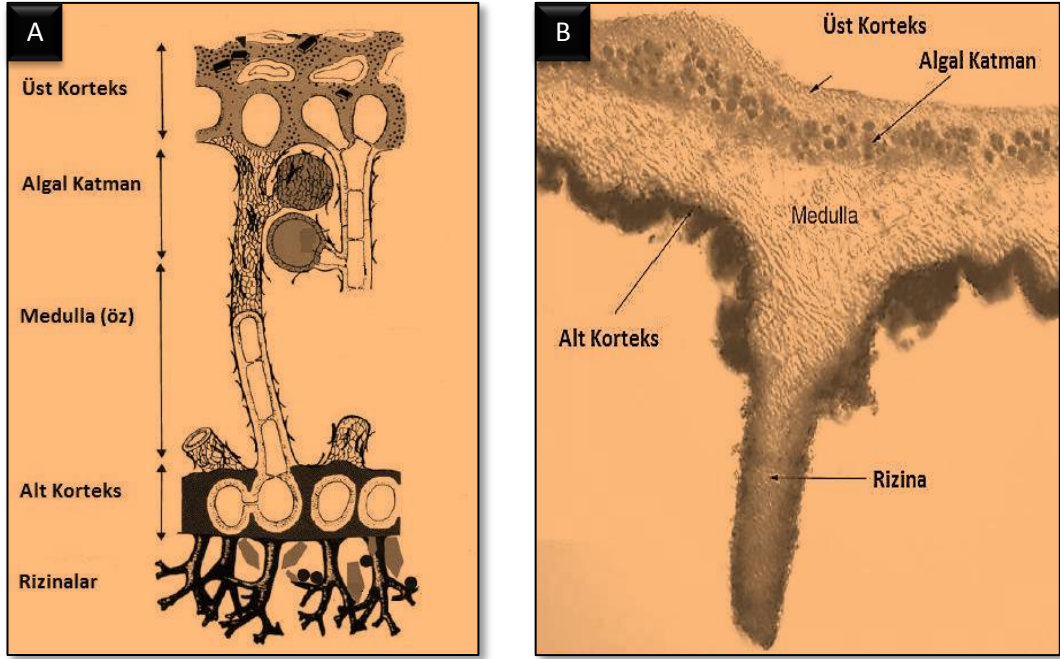 A
Üst Korteks
Algal Katman
Medulla (öz)
Alt Korteks
Rizinalar
B
Üst Korteks
Algal Katman
Medulla
Alt Korteks
Rizina